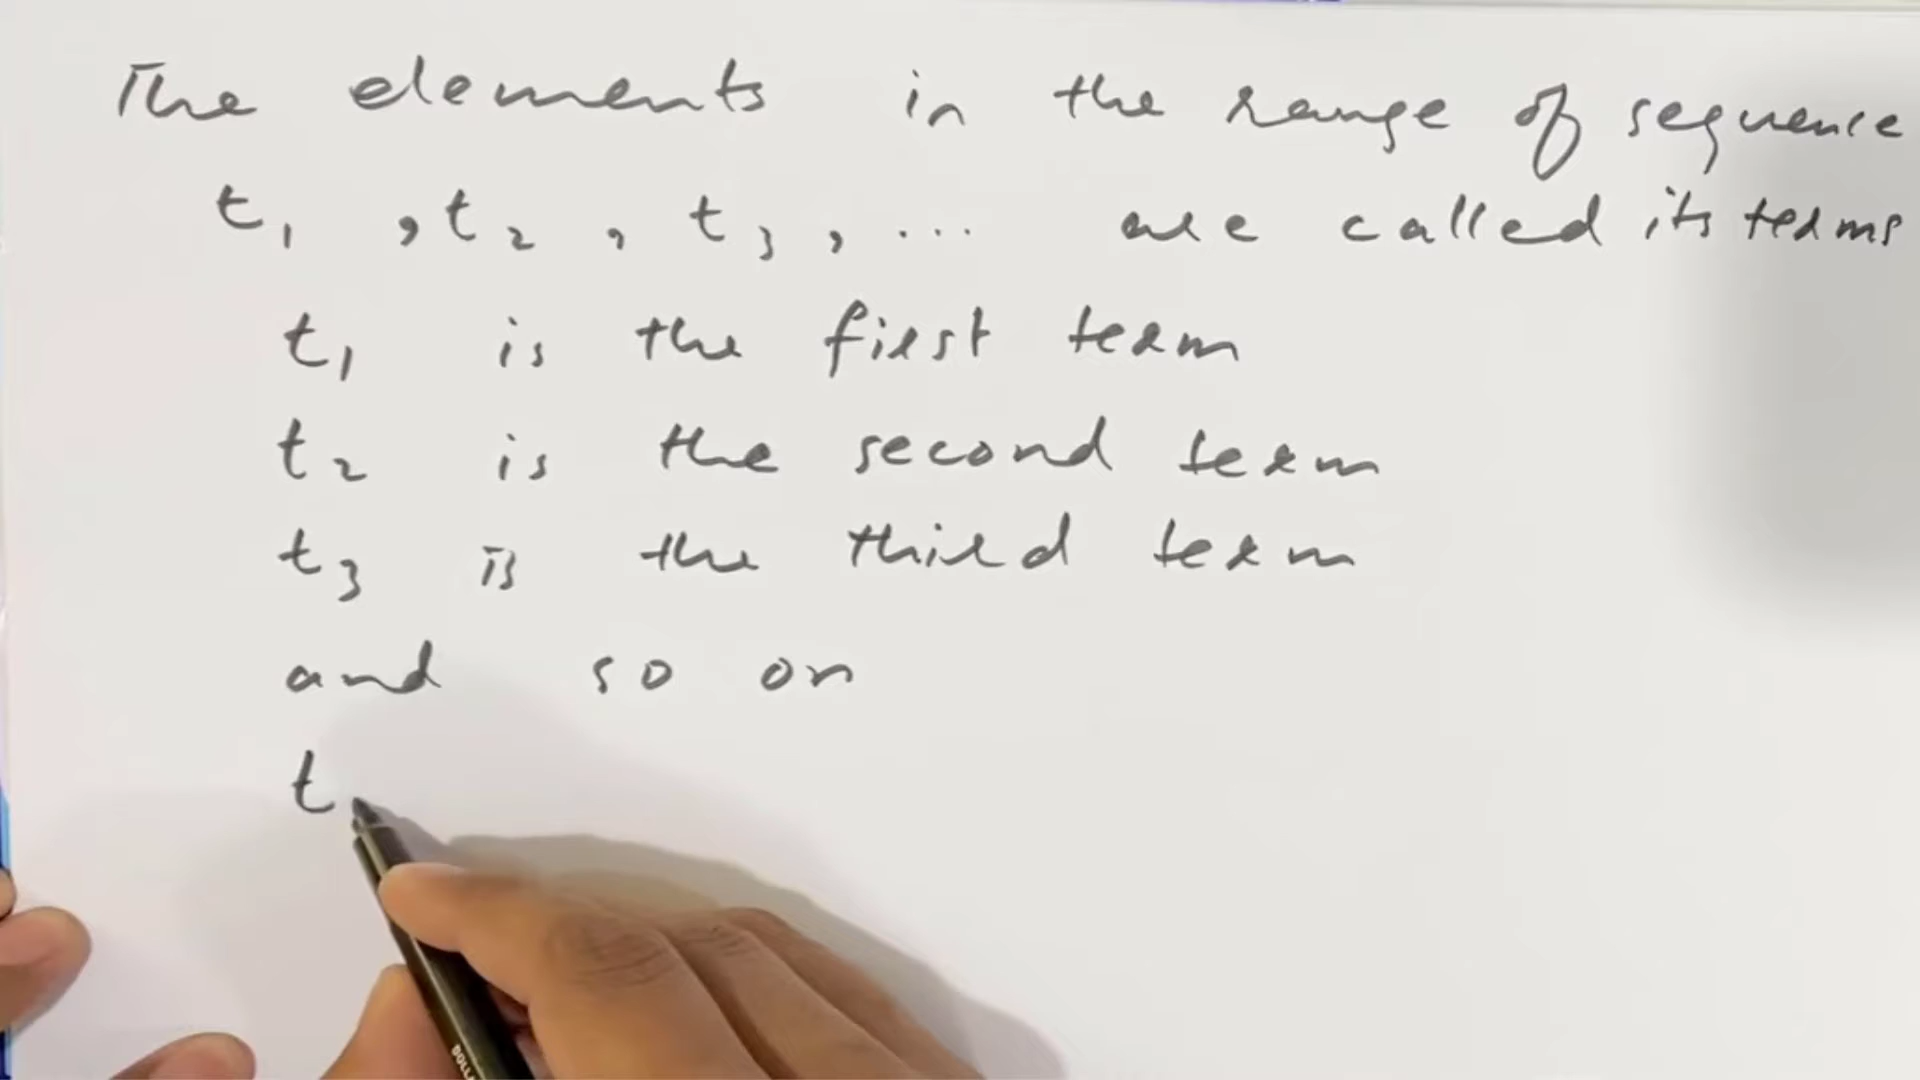 The elements in the range of sequence
t₁ , t₂ , t₃ , ... are called its terms
t₁ is the first term
t₂ is the second term
t₃ is the third term
and so on
t